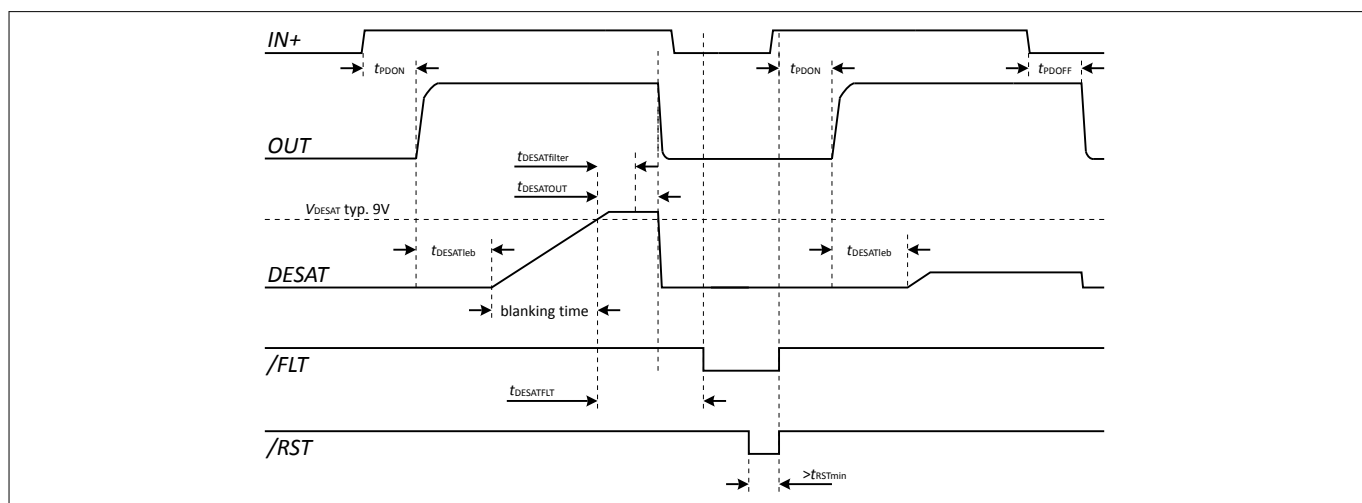 IN+
tPDON
tPDON
tPDOFF
OUT
tDESATfilter
tDESATOUT
VDESAT typ. 9V
tDESATleb
tDESATleb
DESAT
blanking time
/FLT
tDESATFLT
/RST
>tRSTmin